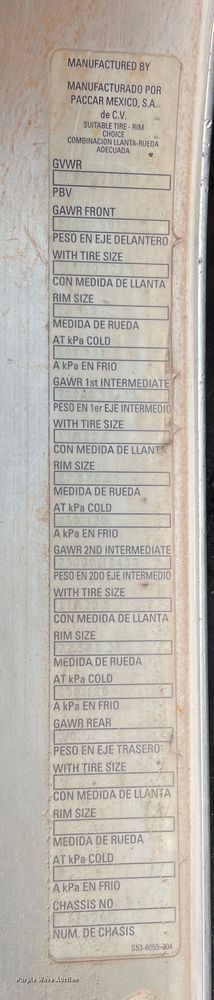 MANUFACTURED BY
MANUFACTURADO POR
PACCAR MEXICO, S.A.
de C.V.
SUITABLE TIRE - RIM
CHOICE
COMBINACION LLANTA-RUEDA
ADECUADA
GVWR
PBV
GAWR FRONT
PESO EN EJE DELANTERO
WITH TIRE SIZE
CON MEDIDA DE LLANTA
RIM SIZE
MEDIDA DE RUEDA
AT kPa COLD
A kPa EN FRIO
GAWR 1st INTERMEDIATE
PESO EN 1er EJE INTERMEDIO
WITH TIRE SIZE
CON MEDIDA DE LLANTA
RIM SIZE
MEDIDA DE RUEDA
AT kPa COLD
A kPa EN FRIO
GAWR 2ND INTERMEDIATE
PESO EN 2DO EJE INTERMEDIO
WITH TIRE SIZE
CON MEDIDA DE LLANTA
RIM SIZE
MEDIDA DE RUEDA
AT kPa COLD
A kPa EN FRIO
GAWR REAR
PESO EN EJE TRASERO
WITH TIRE SIZE
CON MEDIDA DE LLANTA
RIM SIZE
MEDIDA DE RUEDA
AT kPa COLD
A kPa EN FRIO
CHASSIS NO
NUM. DE CHASIS
S53-6055-204
Purple Wave Auction